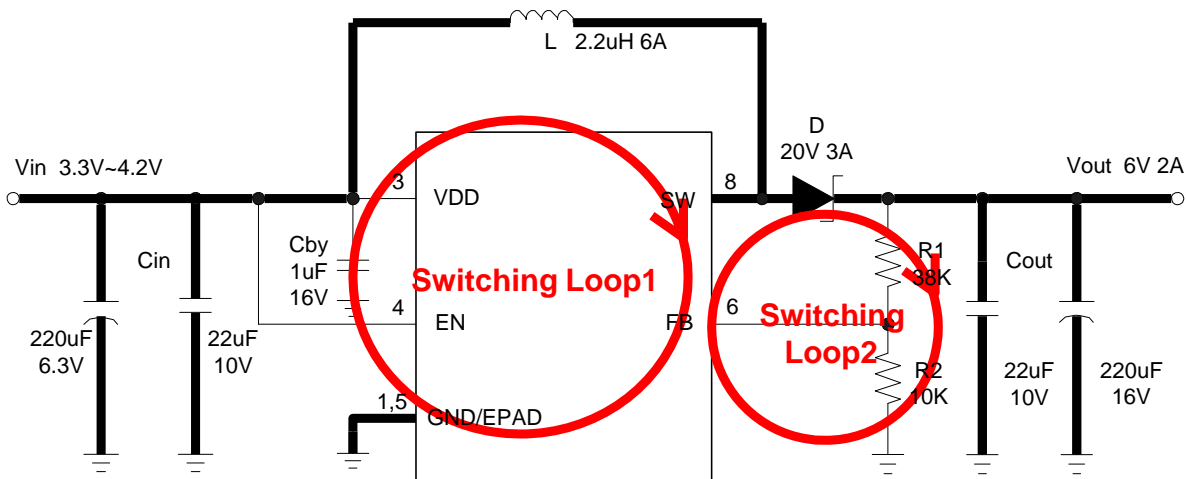 L 2.2uH 6A
D
20V 3A
Vin 3.3V~4.2V
Vout 6V 2A
3
VDD
SW
8
Cin
Cby
1uF
16V
Switching Loop1
R1
38K
Cout
4
EN
FB
6
Switching
Loop2
220uF
6.3V
22uF
10V
R2
10K
22uF
10V
220uF
16V
1,5
GND/EPAD